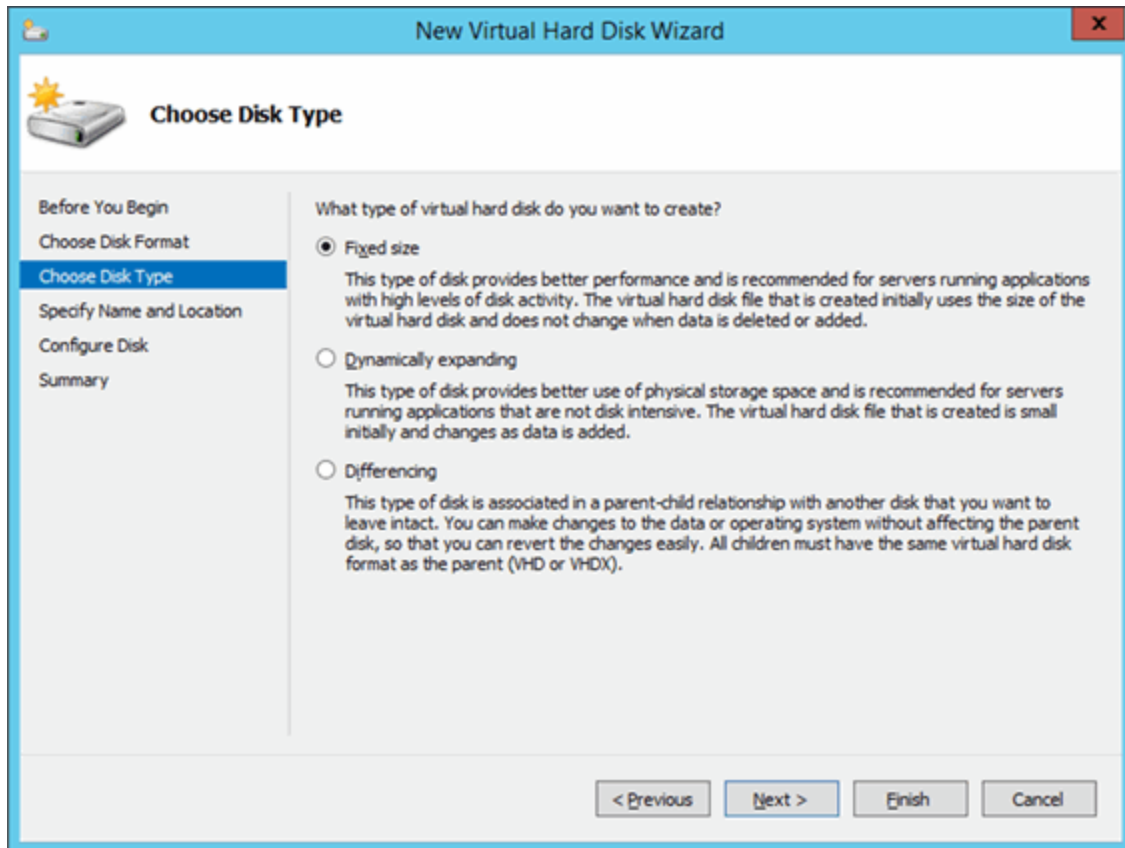 New Virtual Hard Disk Wizard
x
Choose Disk Type
Before You Begin
Choose Disk Format
Choose Disk Type
Specify Name and Location
Configure Disk
Summary
What type of virtual hard disk do you want to create?
Fixed size
This type of disk provides better performance and is recommended for servers running applications
with high levels of disk activity. The virtual hard disk file that is created initially uses the size of the
virtual hard disk and does not change when data is deleted or added.
Dynamically expanding
This type of disk provides better use of physical storage space and is recommended for servers
running applications that are not disk intensive. The virtual hard disk file that is created is small
initially and changes as data is added.
Differencing
This type of disk is associated in a parent-child relationship with another disk that you want to
leave intact. You can make changes to the data or operating system without affecting the parent
disk, so that you can revert the changes easily. All children must have the same virtual hard disk
format as the parent (VHD or VHDX).
< Previous
Next >
Finish
Cancel